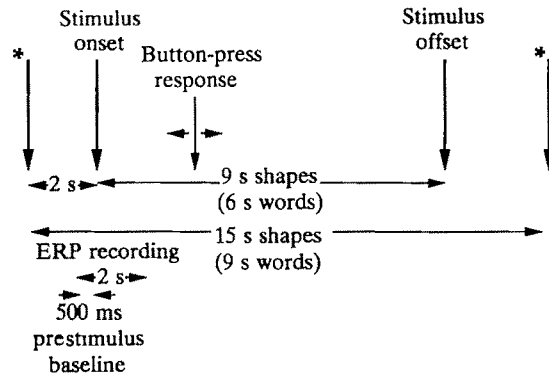 Stimulus
onset
Stimulus
offset
*
*
Button-press
response
2 s
9 s shapes
(6 s words)
15 s shapes
(9 s words)
ERP recording
2 s
500 ms
prestimulus
baseline